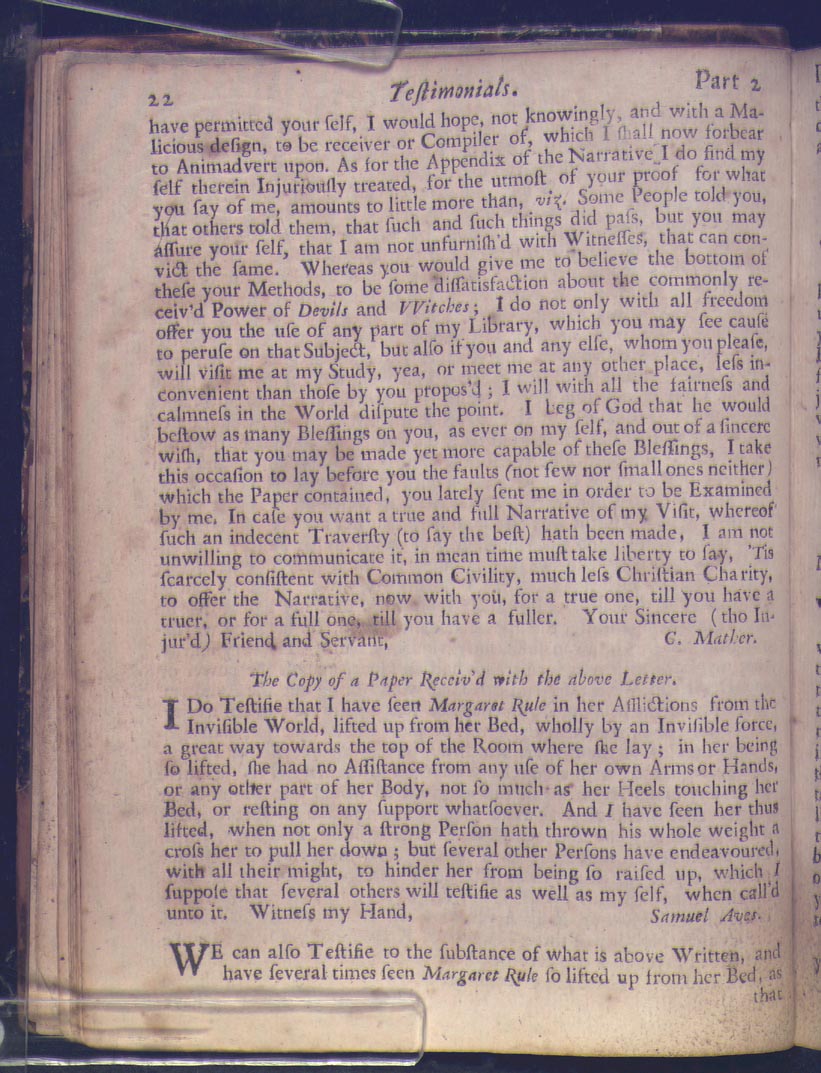 22 Teſtimonials. Part 2
have permitted your ſelf, I would hope, not knowingly, and with a Ma-
licious deſign, to be receiver or Compiler of, which I ſhall now forbear
to Animadvert upon. As for the Appendix of the Narrative I do find my
ſelf therein Injuriouſly treated, for the utmoſt of your proof for what
you ſay of me, amounts to little more than, viz. Some People told you,
that others told them, that ſuch and ſuch things did paſs, but you may
aſſure your ſelf, that I am not unfurniſh'd with Witneſſes, that can con-
vict the ſame. Whereas you would give me to believe the bottom of
theſe your Methods, to be ſome diſſatisfaction about the commonly re-
ceiv'd Power of Devils and VVitches; I do not only with all freedom
offer you the uſe of any part of my Library, which you may ſee cauſe
to peruſe on that Subject, but alſo if you and any elſe, whom you pleaſe,
will viſit me at my Study, yea, or meet me at any other place, leſs in-
convenient than thoſe by you propos'd; I will with all the fairneſs and
calmneſs in the World diſpute the point. I beg of God that he would
beſtow as many Bleſſings on you, as ever on my ſelf, and out of a ſincere
wiſh, that you may be made yet more capable of theſe Bleſſings, I take
this occaſion to lay before you the faults (not few nor ſmall ones neither)
which the Paper contained, you lately ſent me in order to be Examined
by me. In caſe you want a true and full Narrative of my Viſit, whereof
ſuch an indecent Traverſty (to ſay the beſt) hath been made, I am not
unwilling to communicate it, in mean time muſt take liberty to ſay, 'Tis
ſcarcely conſiſtent with Common Civility, much leſs Chriſtian Charity,
to offer the Narrative, now with you, for a true one, till you have a
truer, or for a full one, till you have a fuller. Your Sincere (tho In-
jur'd) Friend and Servant, C. Mather.
The Copy of a Paper Receiv'd with the above Letter.
I Do Teſtifie that I have ſeen Margaret Rule in her Afflictions from the
Inviſible World, lifted up from her Bed, wholly by an Inviſible force,
a great way towards the top of the Room where ſhe lay; in her being
ſo lifted, ſhe had no Aſſiſtance from any uſe of her own Arms or Hands,
or any other part of her Body, not ſo much as her Heels touching her
Bed, or reſting on any ſupport whatſoever. And I have ſeen her thus
lifted, when not only a ſtrong Perſon hath thrown his whole weight a
croſs her to pull her down; but ſeveral other Perſons have endeavoured,
with all their might, to hinder her from being ſo raiſed up, which I
ſuppoſe that ſeveral others will teſtifie as well as my ſelf, when call'd
unto it. Witneſs my Hand, Samuel Aves.
WE can alſo Teſtifie to the ſubſtance of what is above Written, and
have ſeveral times ſeen Margaret Rule ſo lifted up from her Bed, as
that